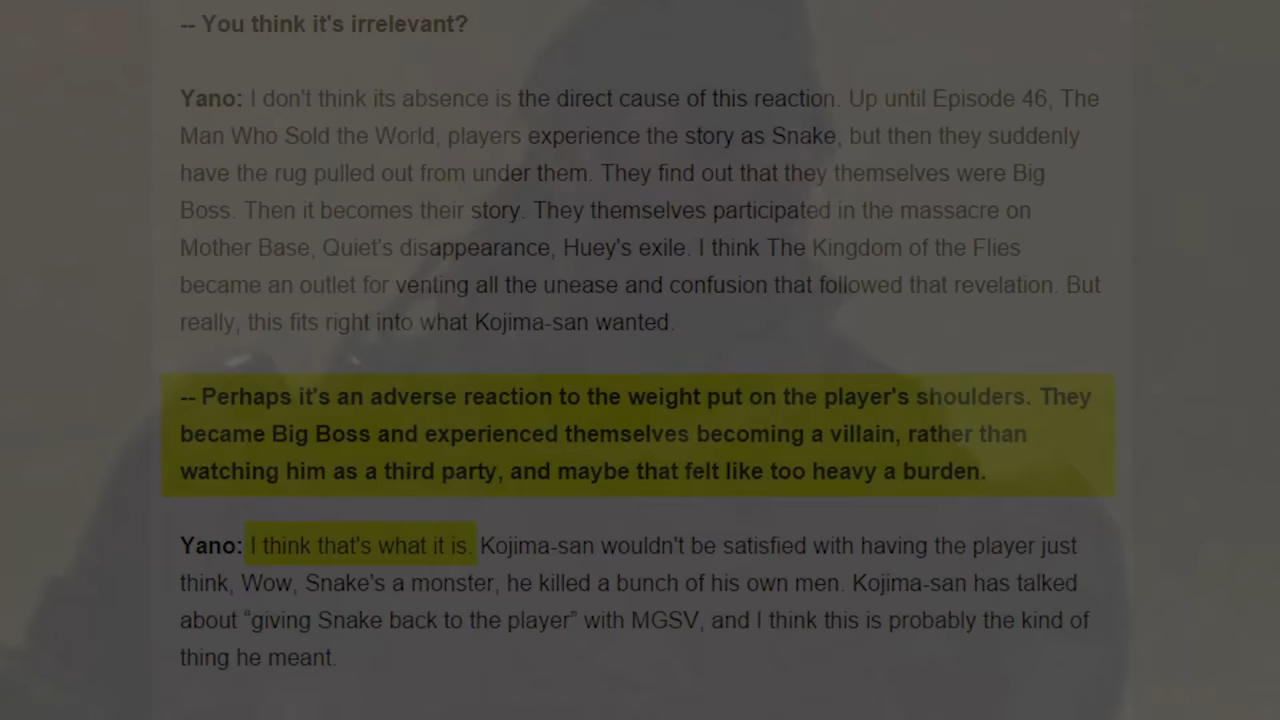 -- You think it's irrelevant?
Yano: I don't think its absence is the direct cause of this reaction. Up until Episode 46, The
Man Who Sold the World, players experience the story as Snake, but then they suddenly
have the rug pulled out from under them. They find out that they themselves were Big
Boss. Then it becomes their story. They themselves participated in the massacre on
Mother Base, Quiet's disappearance, Huey's exile. I think The Kingdom of the Flies
became an outlet for venting all the unease and confusion that followed that revelation. But
really, this fits right into what Kojima-san wanted.
-- Perhaps it's an adverse reaction to the weight put on the player's shoulders. They
became Big Boss and experienced themselves becoming a villain, rather than
watching him as a third party, and maybe that felt like too heavy a burden.
Yano: I think that's what it is. Kojima-san wouldn't be satisfied with having the player just
think, Wow, Snake's a monster, he killed a bunch of his own men. Kojima-san has talked
about “giving Snake back to the player” with MGSV, and I think this is probably the kind of
thing he meant.